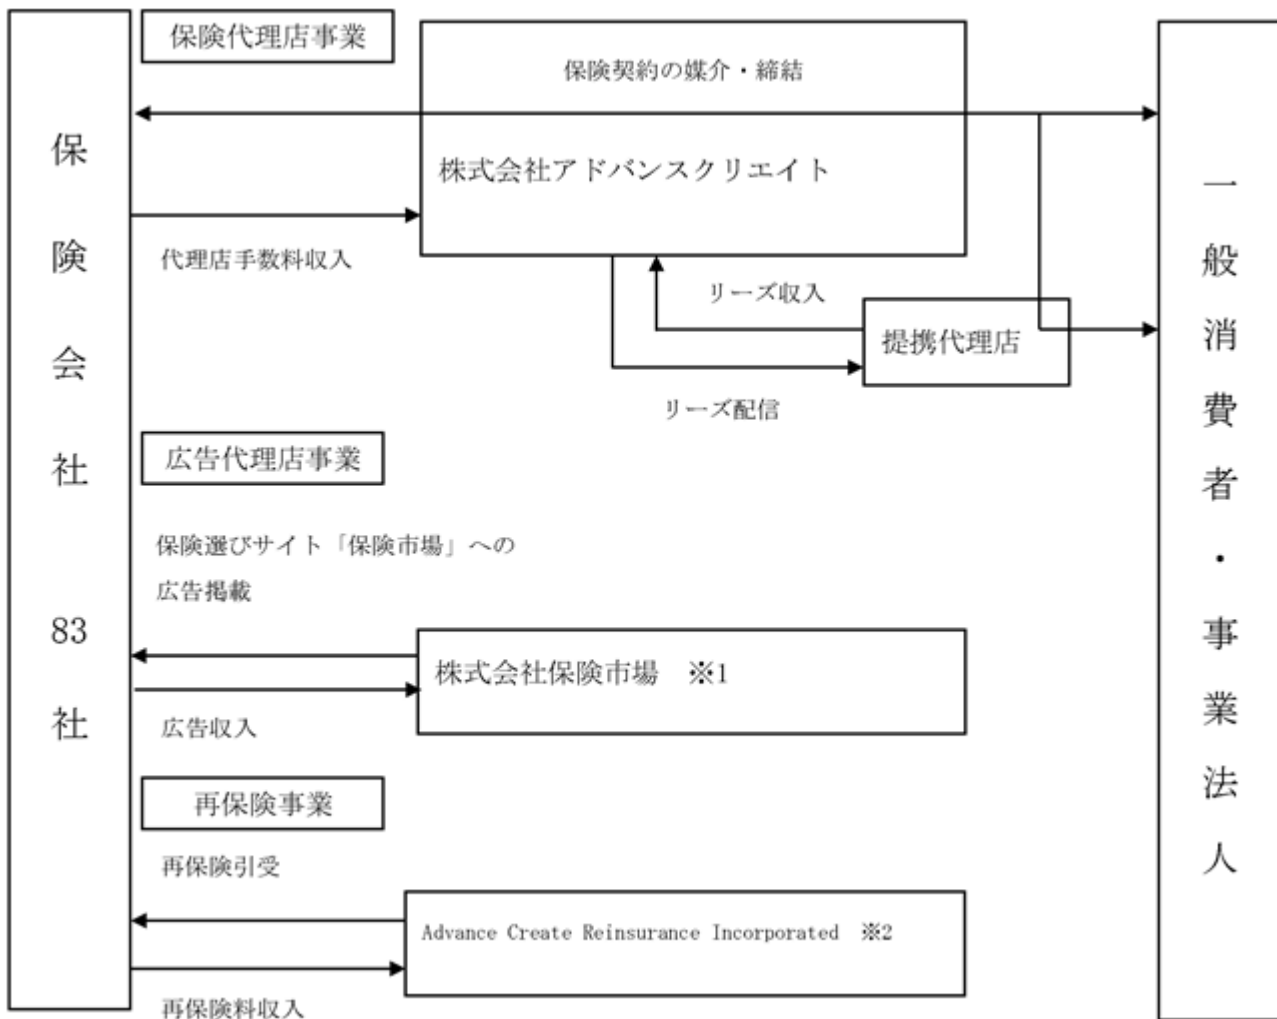 保険会社 83 社
保険代理店事業
保険契約の媒介・締結
株式会社アドバンスクリエイト
代理店手数料収入
リーズ収入
提携代理店
リーズ配信
広告代理店事業
保険選びサイト「保険市場」への
広告掲載
株式会社保険市場 ※1
広告収入
再保険事業
再保険引受
Advance Create Reinsurance Incorporated ※2
再保険料収入
一般消費者・事業法人